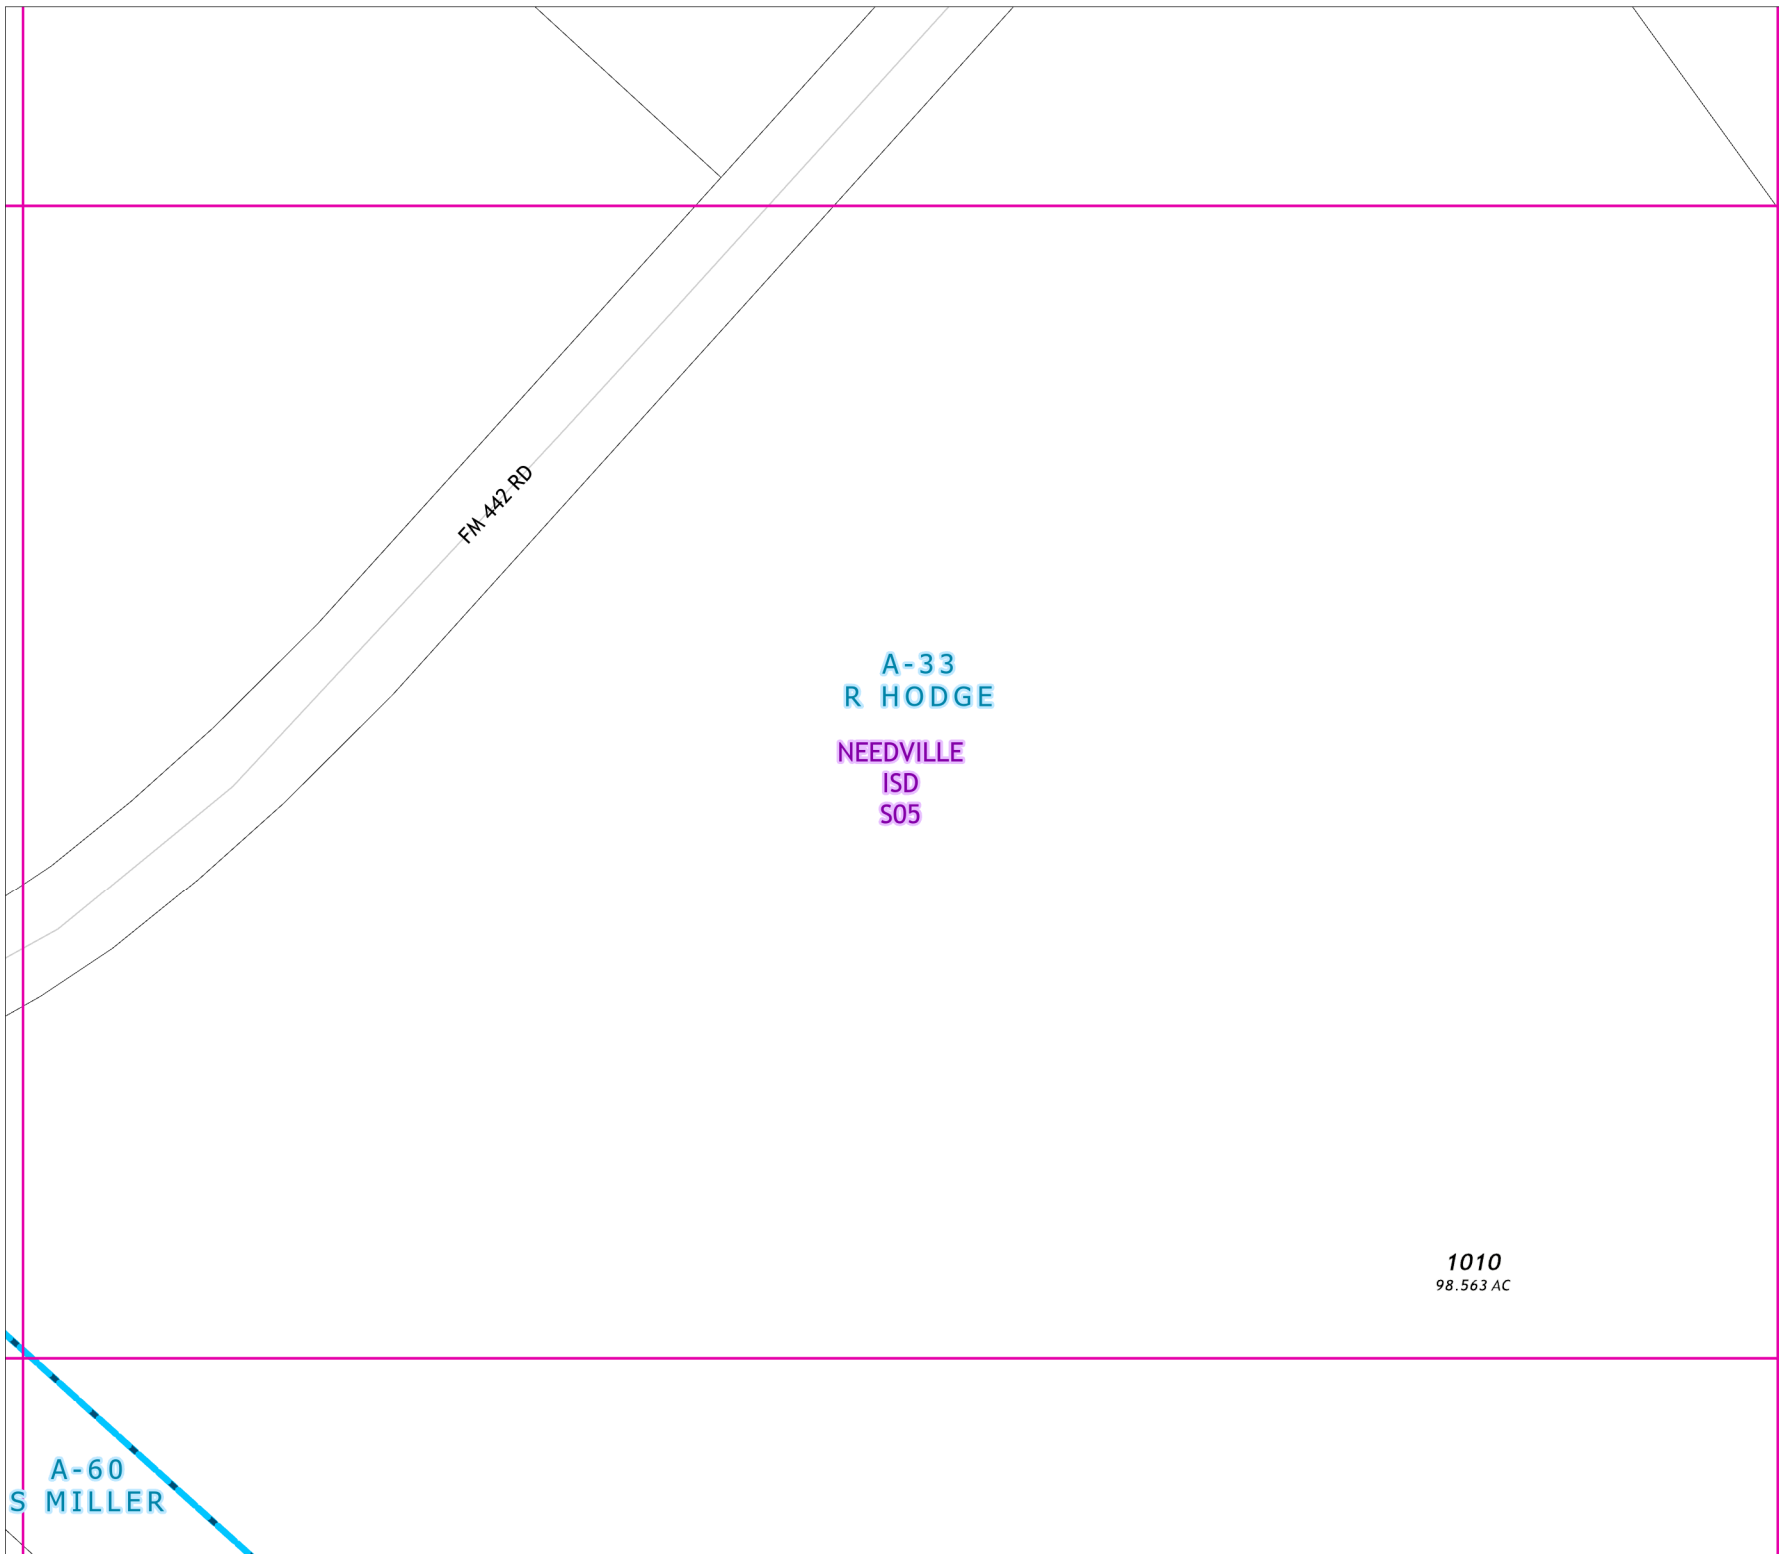 FM 442 RD
A-33
R HODGE
NEEDVILLE
ISD
S05
1010
98.563 AC
A-60
S MILLER